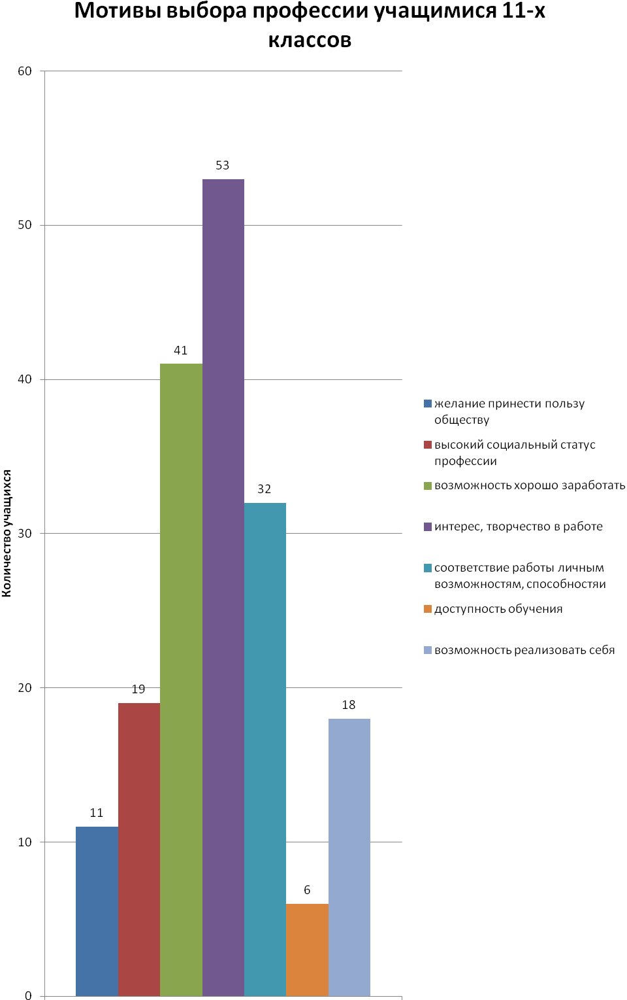 Мотивы выбора профессии учащимися 11-х
классов
60
50
40
30
20
10
0
Количество учащихся
11
19
41
53
32
6
18
желание принести пользу
обществу
высокий социальный статус
профессии
возможность хорошо заработать
интерес, творчество в работе
соответствие работы личным
возможностям, способностяи
доступность обучения
возможность реализовать себя